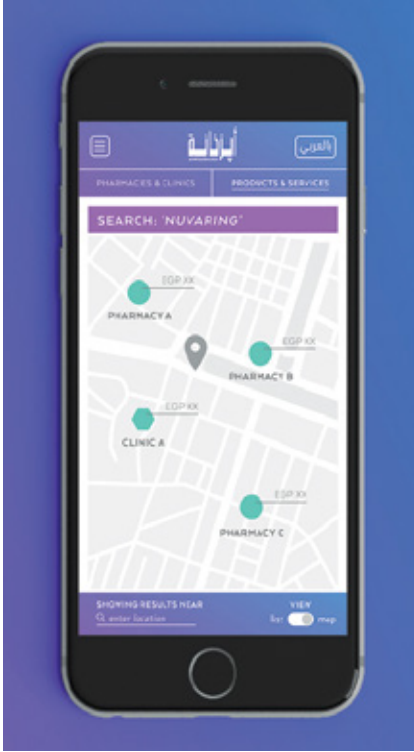 أجزخانة
بالعربي
PHARMACIES & CLINICS
PRODUCTS & SERVICES
SEARCH: "NUVARING"
EGP XX
PHARMACY A
EGP XX
PHARMACY B
EGP XX
CLINIC A
EGP XX
PHARMACY C
SHOWING RESULTS NEAR
enter location
VIEW
list map